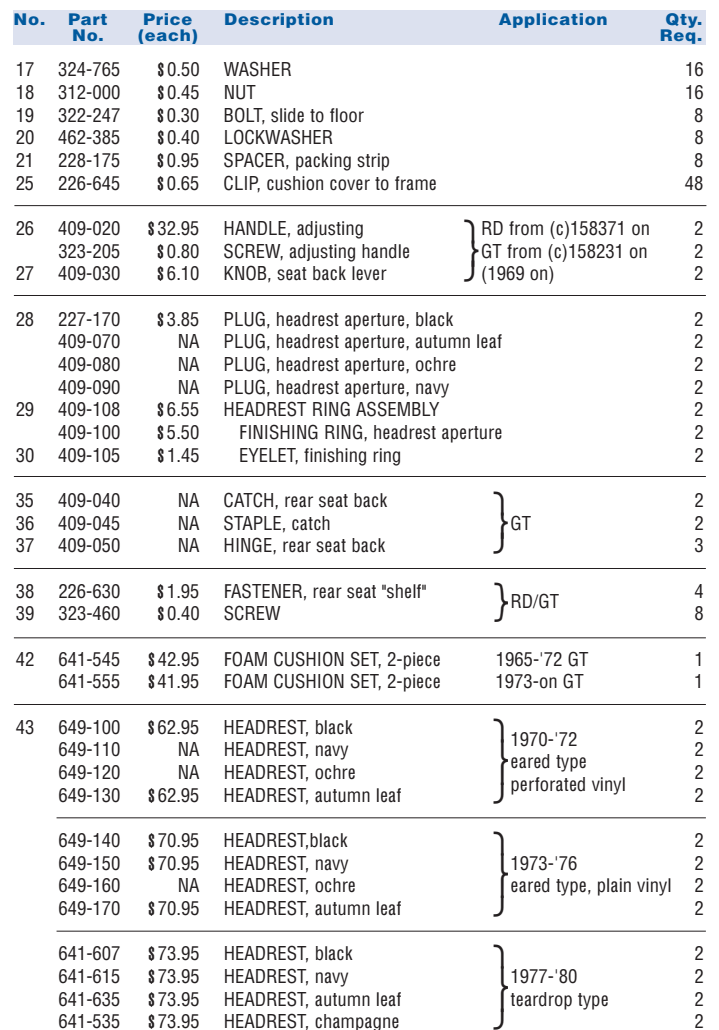 No. Part No. Price (each) Description Application Qty. Req.
17 324-765 $0.50 WASHER 16
18 312-000 $0.45 NUT 16
19 322-247 $0.30 BOLT, slide to floor 8
20 462-385 $0.40 LOCKWASHER 8
21 228-175 $0.95 SPACER, packing strip 8
25 226-645 $0.65 CLIP, cushion cover to frame 48
26 409-020 $32.95 HANDLE, adjusting RD from (c)158371 on 2
323-205 $0.80 SCREW, adjusting handle GT from (c)158231 on 2
27 409-030 $6.10 KNOB, seat back lever (1969 on) 2
28 227-170 $3.85 PLUG, headrest aperture, black 2
409-070 NA PLUG, headrest aperture, autumn leaf 2
409-080 NA PLUG, headrest aperture, ochre 2
409-090 NA PLUG, headrest aperture, navy 2
29 409-108 $6.55 HEADREST RING ASSEMBLY 2
409-100 $5.50 FINISHING RING, headrest aperture 2
30 409-105 $1.45 EYELET, finishing ring 2
35 409-040 NA CATCH, rear seat back 2
36 409-045 NA STAPLE, catch GT 2
37 409-050 NA HINGE, rear seat back 3
38 226-630 $1.95 FASTENER, rear seat "shelf" 4
RD/GT
39 323-460 $0.40 SCREW 8
42 641-545 $42.95 FOAM CUSHION SET, 2-piece 1965-'72 GT 1
641-555 $41.95 FOAM CUSHION SET, 2-piece 1973-on GT 1
43 649-100 $62.95 HEADREST, black 2
1970-'72
649-110 NA HEADREST, navy 2
eared type
649-120 NA HEADREST, ochre 2
perforated vinyl
649-130 $62.95 HEADREST, autumn leaf 2
649-140 $70.95 HEADREST,black 2
649-150 $70.95 HEADREST, navy 1973-'76 2
649-160 NA HEADREST, ochre eared type, plain vinyl 2
649-170 $70.95 HEADREST, autumn leaf 2
641-607 $73.95 HEADREST, black 2
641-615 $73.95 HEADREST, navy 1977-'80 2
641-635 $73.95 HEADREST, autumn leaf teardrop type 2
641-535 $73.95 HEADREST, champagne 2